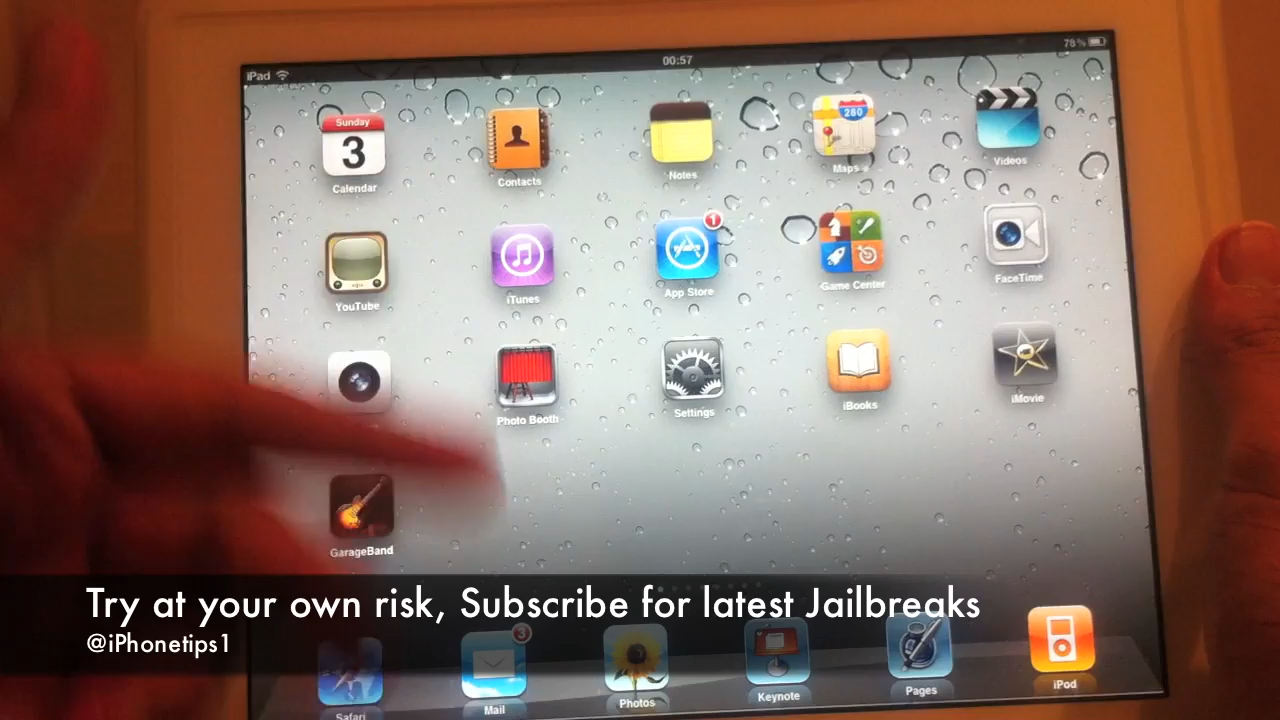 iPad 00:57 78%
Sunday
3
280
Calendar Contacts Notes Maps Videos
1
YouTube iTunes App Store Game Center FaceTime
Photo Booth Settings iBooks iMovie
GarageBand
Try at your own risk, Subscribe for latest Jailbreaks
@iPhonetips1
3
Safari Mail Photos Keynote Pages iPod